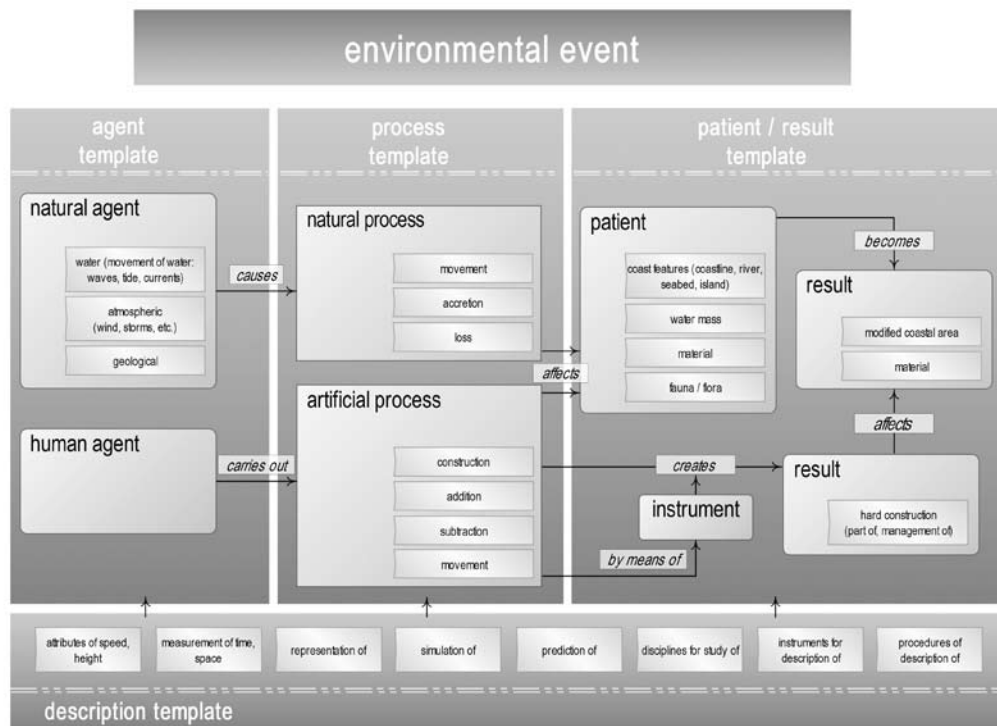 environmental event
agent
template
process
template
patient / result
template
natural agent
water (movement of water:
waves, tide, currents)
atmospheric
(wind, storms, etc.)
geological
human agent
causes
carries out
natural process
movement
accretion
loss
artificial process
construction
addition
subtraction
movement
affects
patient
coast features (coastline, river,
seabed, island)
water mass
material
fauna / flora
becomes
result
modified coastal area
material
affects
creates
result
hard construction
(part of, management of)
instrument
by means of
attributes of speed,
height
measurement of time,
space
representation of
simulation of
prediction of
disciplines for study of
instruments for
description of
procedures of
description of
description template